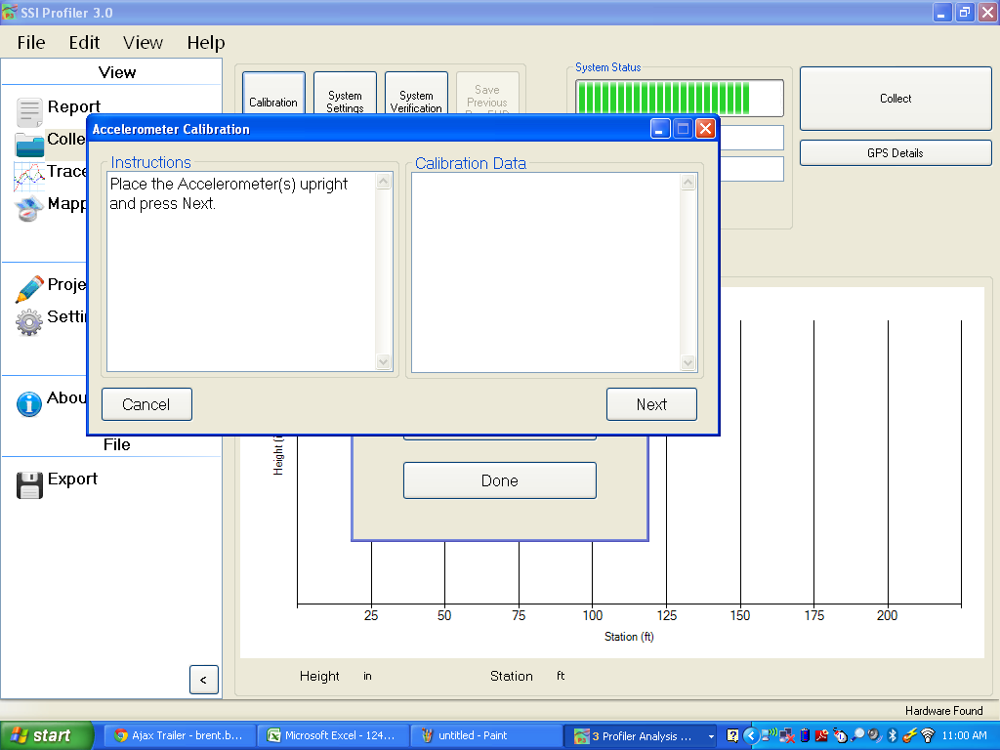 SSI Profiler 3.0
File Edit View Help
View
Report
Colle
Trace
Mapp
Proje
Settin
Abou
File
Export
<
Calibration
System
Settings
System
Verification
Save
Previous
System Status
Collect
GPS Details
Accelerometer Calibration
Instructions
Place the Accelerometer(s) upright
and press Next.
Calibration Data
Cancel
Next
Done
Height (i
25 50 75 100 125 150 175 200
Station (ft)
Height in Station ft
Hardware Found
start
Ajax Trailer - brent.b...
Microsoft Excel - 124...
untitled - Paint
3 Profiler Analysis ...
11:00 AM